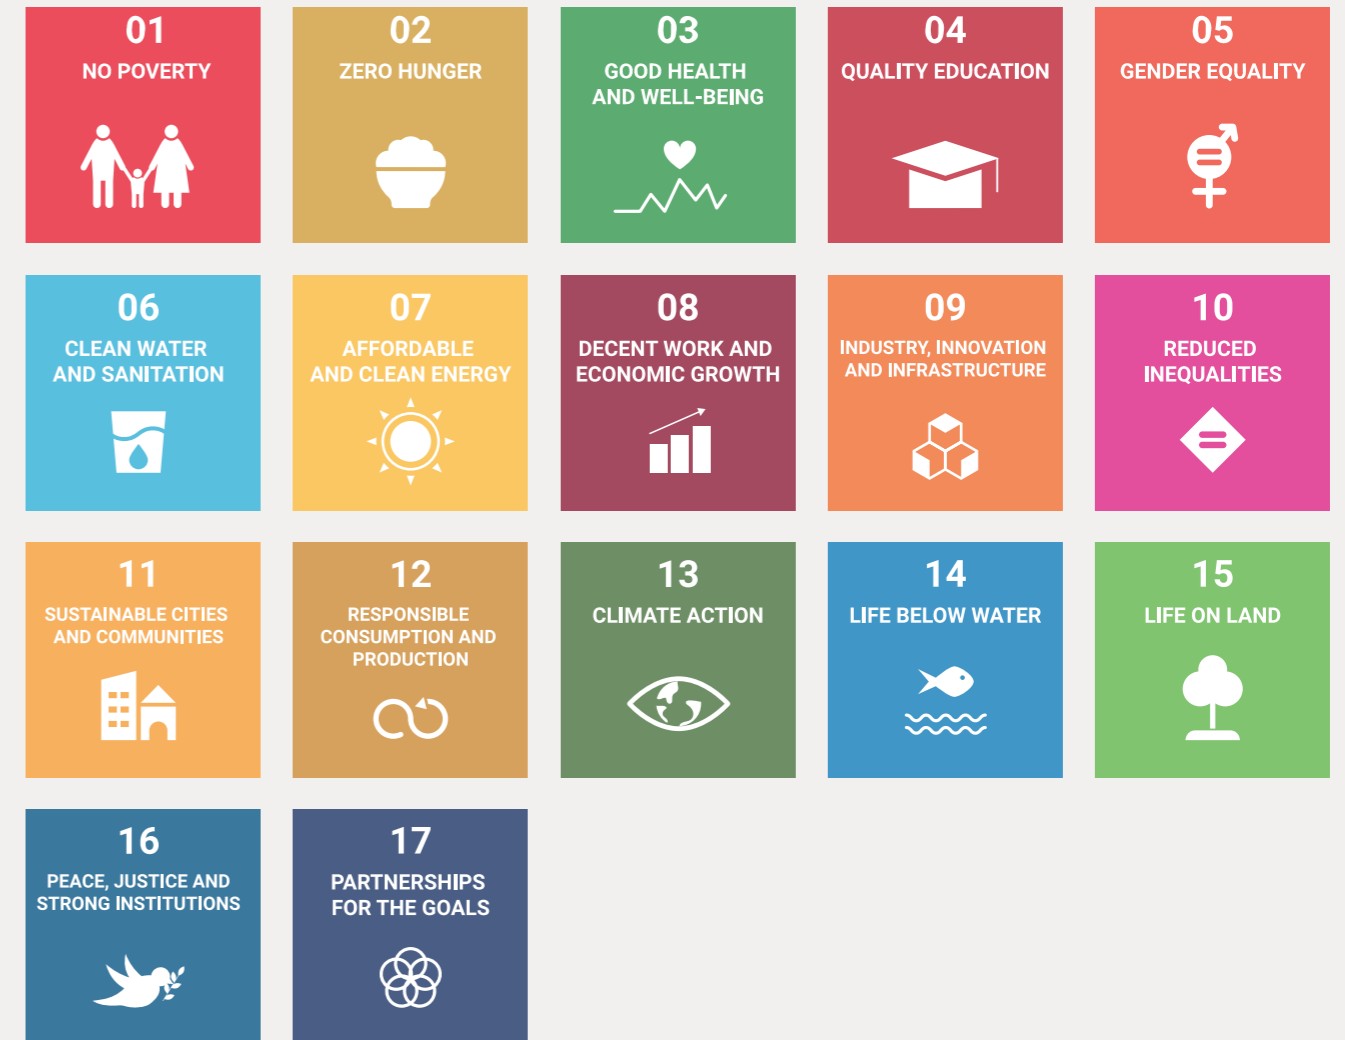 01
NO POVERTY
02
ZERO HUNGER
03
GOOD HEALTH
AND WELL-BEING
04
QUALITY EDUCATION
05
GENDER EQUALITY
06
CLEAN WATER
AND SANITATION
07
AFFORDABLE
AND CLEAN ENERGY
08
DECENT WORK AND
ECONOMIC GROWTH
09
INDUSTRY, INNOVATION
AND INFRASTRUCTURE
10
REDUCED
INEQUALITIES
11
SUSTAINABLE CITIES
AND COMMUNITIES
12
RESPONSIBLE
CONSUMPTION AND
PRODUCTION
13
CLIMATE ACTION
14
LIFE BELOW WATER
15
LIFE ON LAND
16
PEACE, JUSTICE AND
STRONG INSTITUTIONS
17
PARTNERSHIPS
FOR THE GOALS